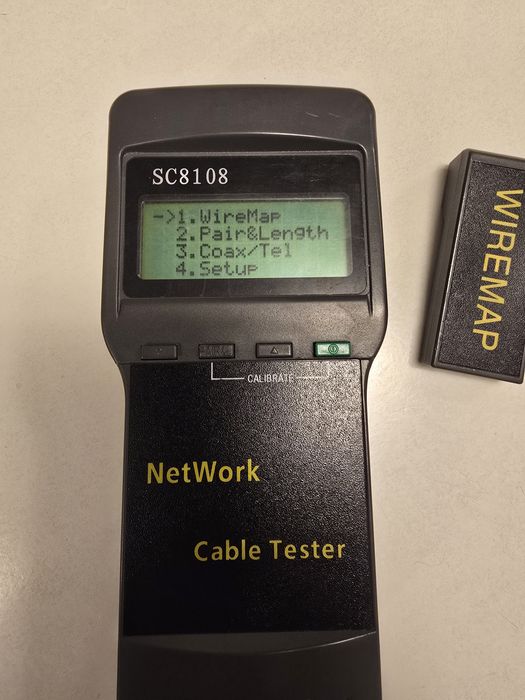 SC8108
->1.WireMap
2.Pair&Length
3.Coax/Tel
4.Setup
CALIBRATE
NetWork
Cable Tester
WIREMAP